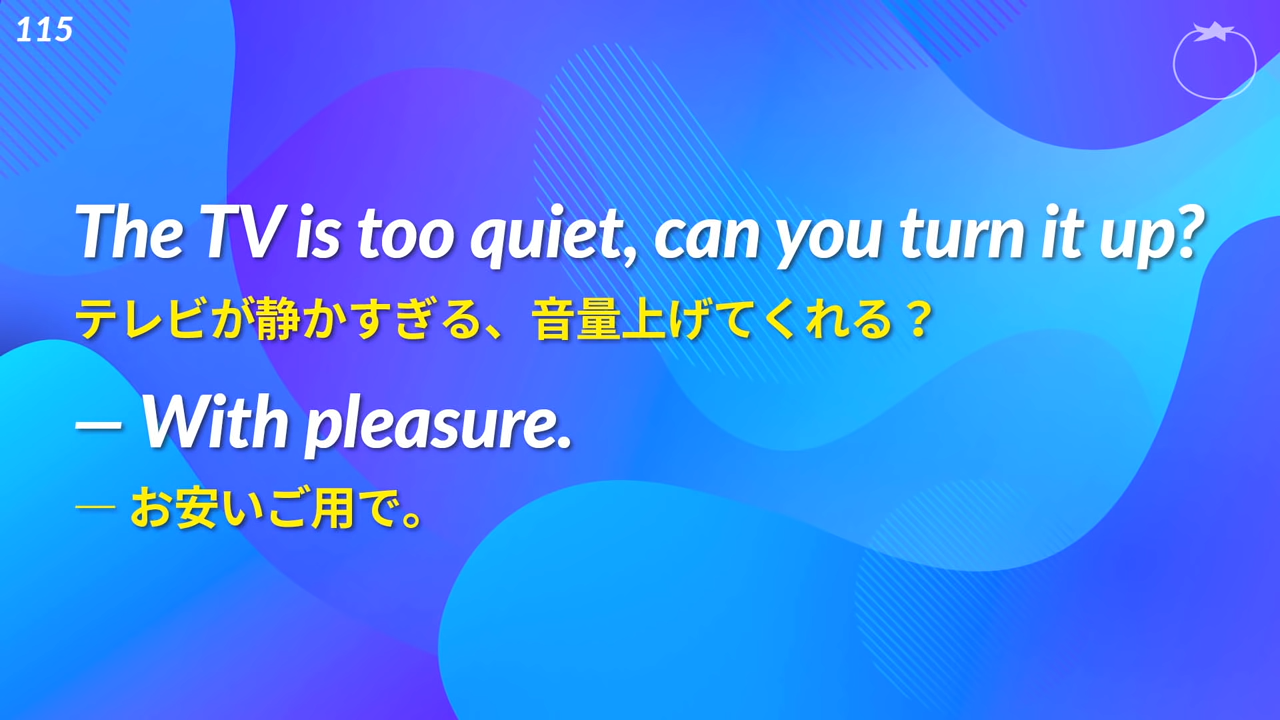 115
The TV is too quiet, can you turn it up?
テレビが静かすぎる、音量上げてくれる？
— With pleasure.
— お安いご用で。